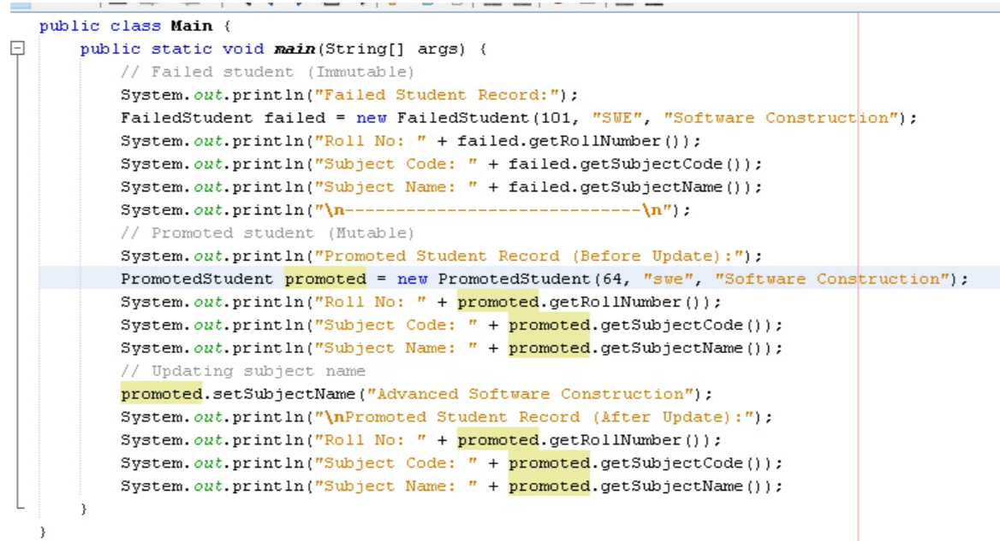 public class Main {
public static void main(String[] args) {
// Failed student (Immutable)
System.out.println("Failed Student Record:");
FailedStudent failed = new FailedStudent(101, "SWE", "Software Construction");
System.out.println("Roll No: " + failed.getRollNumber());
System.out.println("Subject Code: " + failed.getSubjectCode());
System.out.println("Subject Name: " + failed.getSubjectName());
System.out.println("\n-----------------------------\n");
// Promoted student (Mutable)
System.out.println("Promoted Student Record (Before Update):");
PromotedStudent promoted = new PromotedStudent(64, "swe", "Software Construction");
System.out.println("Roll No: " + promoted.getRollNumber());
System.out.println("Subject Code: " + promoted.getSubjectCode());
System.out.println("Subject Name: " + promoted.getSubjectName());
// Updating subject name
promoted.setSubjectName("Advanced Software Construction");
System.out.println("\nPromoted Student Record (After Update):");
System.out.println("Roll No: " + promoted.getRollNumber());
System.out.println("Subject Code: " + promoted.getSubjectCode());
System.out.println("Subject Name: " + promoted.getSubjectName());
}
}